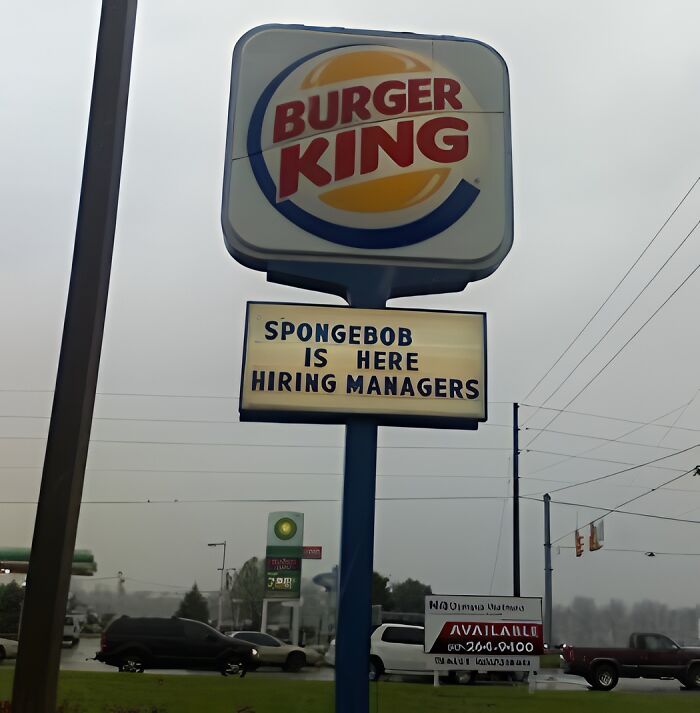 BURGER
KING
SPONGEBOB
IS HERE
HIRING MANAGERS
AVAILABLE